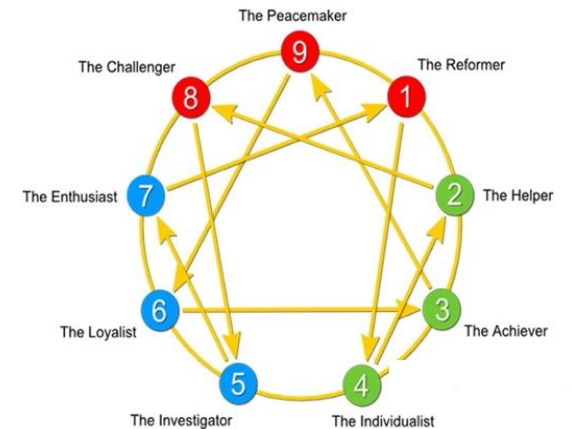 The Peacemaker
9
The Challenger
8
The Reformer
1
The Enthusiast
7
2
The Helper
6
The Loyalist
3
The Achiever
5
The Investigator
4
The Individualist